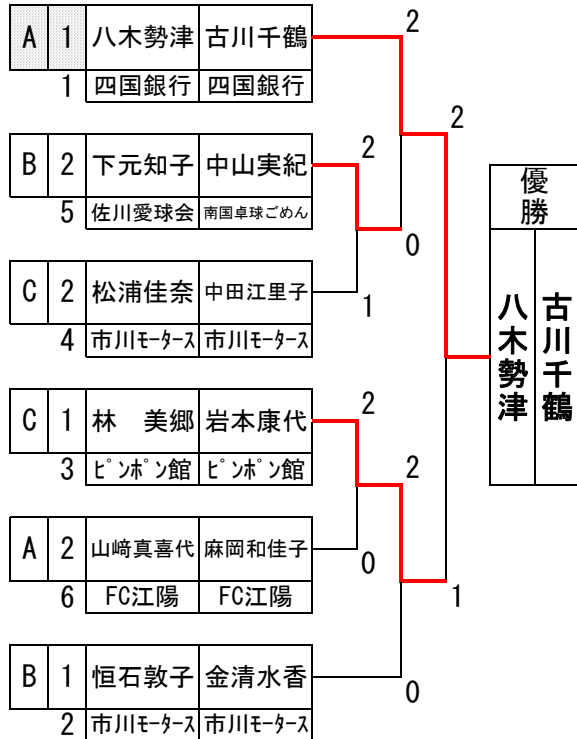 A 1 八木勢津 古川千鶴
1 四国銀行 四国銀行
2
2
B 2 下元知子 中山実紀
5 佐川愛球会 南国卓球ごめん
2
0
C 2 松浦佳奈 中田江里子
4 市川ﾓｰﾀｰｽ 市川ﾓｰﾀｰｽ
1
C 1 林　美郷 岩本康代
3 ﾋﾟﾝﾎﾟﾝ館 ﾋﾟﾝﾎﾟﾝ館
2
2
A 2 山﨑真喜代 麻岡和佳子
6 FC江陽 FC江陽
0
1
B 1 恒石敦子 金清水香
2 市川ﾓｰﾀｰｽ 市川ﾓｰﾀｰｽ
0
優勝
八木勢津
古川千鶴